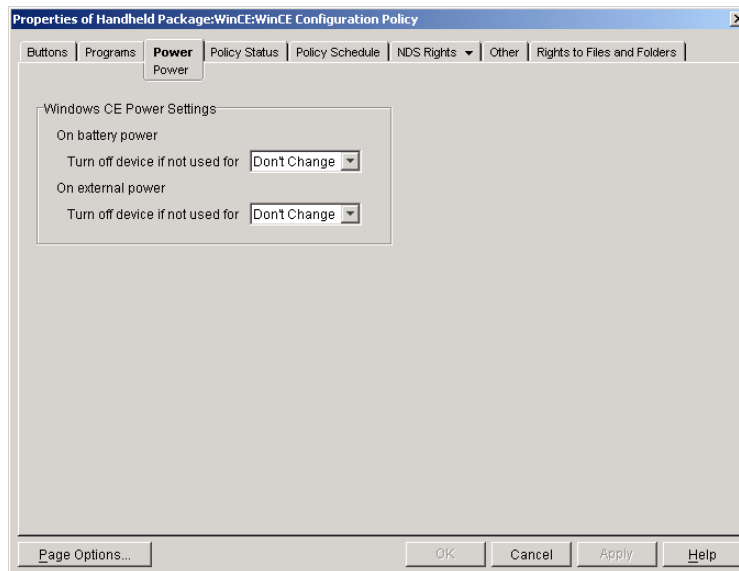 Properties of Handheld Package:WinCE:WinCE Configuration Policy
Buttons Programs Power Policy Status Policy Schedule NDS Rights Other Rights to Files and Folders
Power
Windows CE Power Settings
On battery power
Turn off device if not used for Don't Change
On external power
Turn off device if not used for Don't Change
Page Options... OK Cancel Apply Help